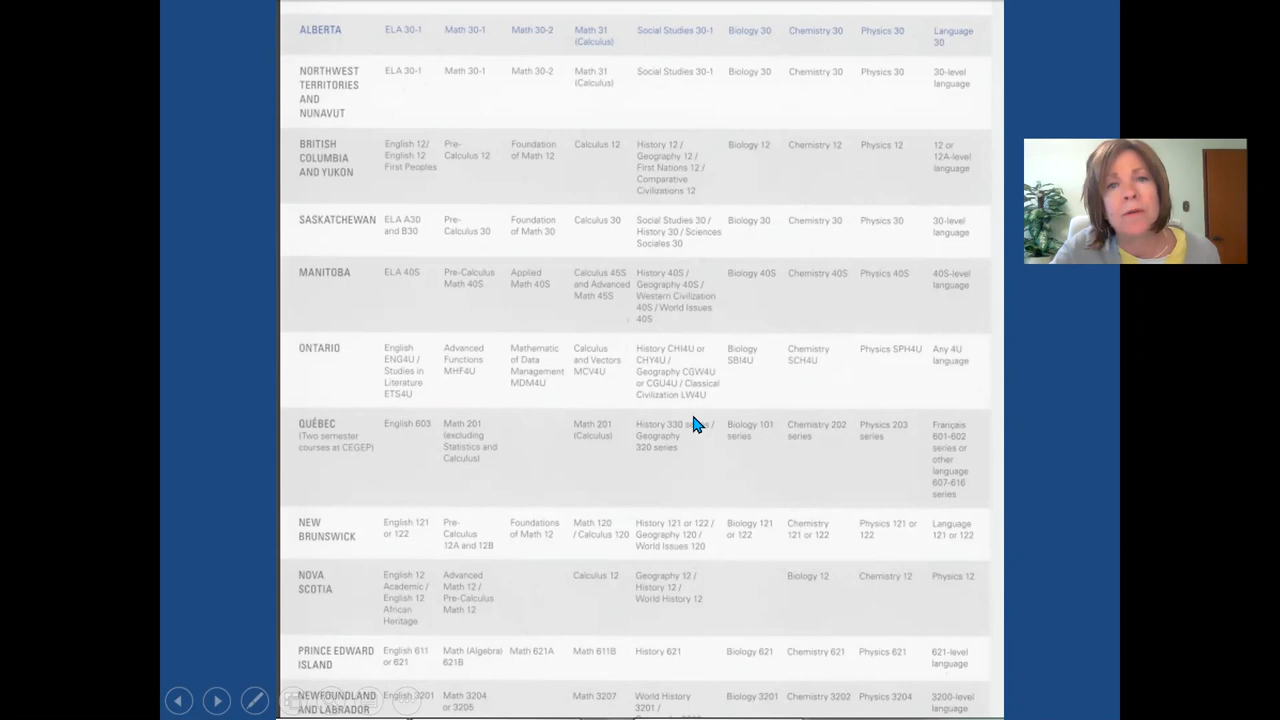 ALBERTA ELA 30-1 Math 30-1 Math 30-2 Math 31 Social Studies 30-1 Biology 30 Chemistry 30 Physics 30 Language
(Calculus) 30
NORTHWEST ELA 30-1 Math 30-1 Math 30-2 Math 31 Social Studies 30-1 Biology 30 Chemistry 30 Physics 30 30-level
TERRITORIES (Calculus) language
AND
NUNAVUT
BRITISH English 12/ Pre- Foundation Calculus 12 History 12 / Biology 12 Chemistry 12 Physics 12 12 or
COLUMBIA English 12 Calculus 12 of Math 12 Geography 12 / 12A-level
AND YUKON First Peoples First Nations 12 / language
Comparative
Civilizations 12
SASKATCHEWAN ELA A30 Pre- Foundation Calculus 30 Social Studies 30 / Biology 30 Chemistry 30 Physics 30 30-level
and B30 Calculus 30 of Math 30 History 30 / Sciences language
Sociales 30
MANITOBA ELA 40S Pre-Calculus Applied Calculus 45S History 40S / Biology 40S Chemistry 40S Physics 40S 40S-level
Math 40S Math 40S and Advanced Geography 40S / language
Math 45S Western Civilization
40S / World Issues
40S
ONTARIO English Advanced Mathematic Calculus History CHI4U or Biology Chemistry Physics SPH4U Any 4U
ENG4U / Functions of Data and Vectors CHY4U / SBI4U SCH4U language
Studies in MHF4U Management MCV4U Geography CGW4U
Literature MDM4U or CGU4U / Classical
ETS4U Civilization LW4U
QUÉBEC English 603 Math 201 Math 201 History 330 / Biology 101 Chemistry 202 Physics 203 Français
(Two semester (excluding (Calculus) Geography series series series 601-602
courses at CEGEP) Statistics and 320 series series or
Calculus) other
language
607-616
series
NEW English 121 Pre- Foundations Math 120 History 121 or 122 / Biology 121 Chemistry Physics 121 or Language
BRUNSWICK or 122 Calculus of Math 12 / Calculus 120 Geography 120 / or 122 121 or 122 122 121 or 122
12A and 12B World Issues 120
NOVA English 12 Advanced Calculus 12 Geography 12 / Biology 12 Chemistry 12 Physics 12
SCOTIA Academic / Math 12 / History 12 /
English 12 Pre-Calculus World History 12
African Math 12
Heritage
PRINCE EDWARD English 611 Math (Algebra) Math 621A Math 611B History 621 Biology 621 Chemistry 621 Physics 621 621-level
ISLAND or 621 621B language
NEWFOUNDLAND English 3201 Math 3204 Math 3207 World History Biology 3201 Chemistry 3202 Physics 3204 3200-level
AND LABRADOR or 3205 3201 / language